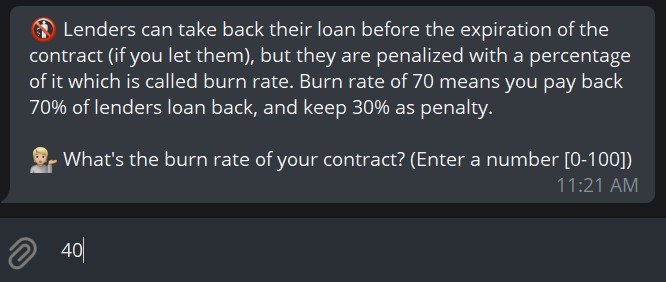 Lenders can take back their loan before the expiration of the
contract (if you let them), but they are penalized with a percentage
of it which is called burn rate. Burn rate of 70 means you pay back
70% of lenders loan back, and keep 30% as penalty.
What's the burn rate of your contract? (Enter a number [0-100])
11:21 AM
40